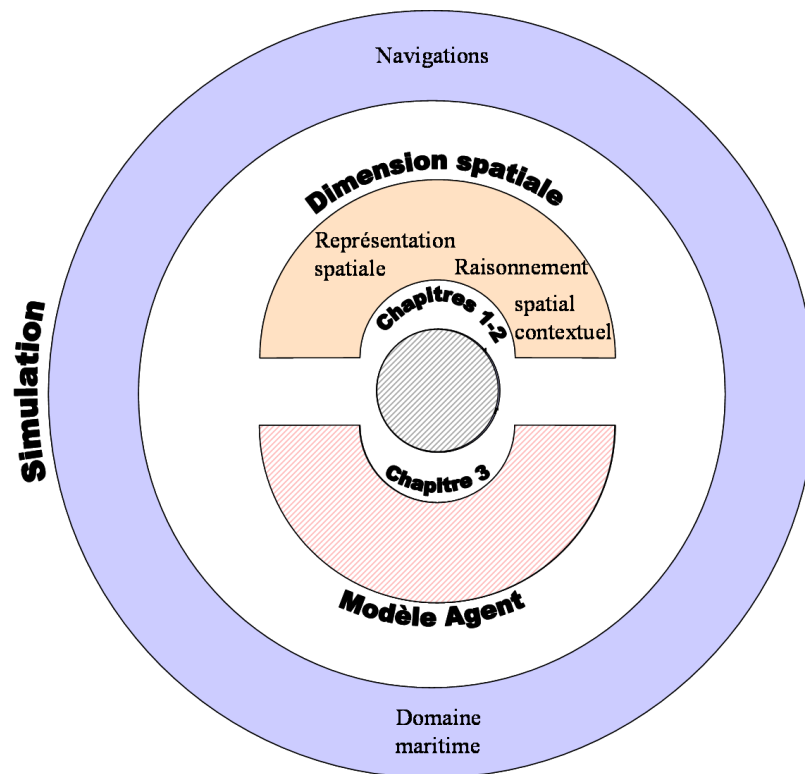 Navigations
Dimension spatiale
Représentation
spatiale
Raisonnement
spatial
contextuel
Chapitres 1-2
Simulation
Chapitre 3
Modèle Agent
Domaine
maritime